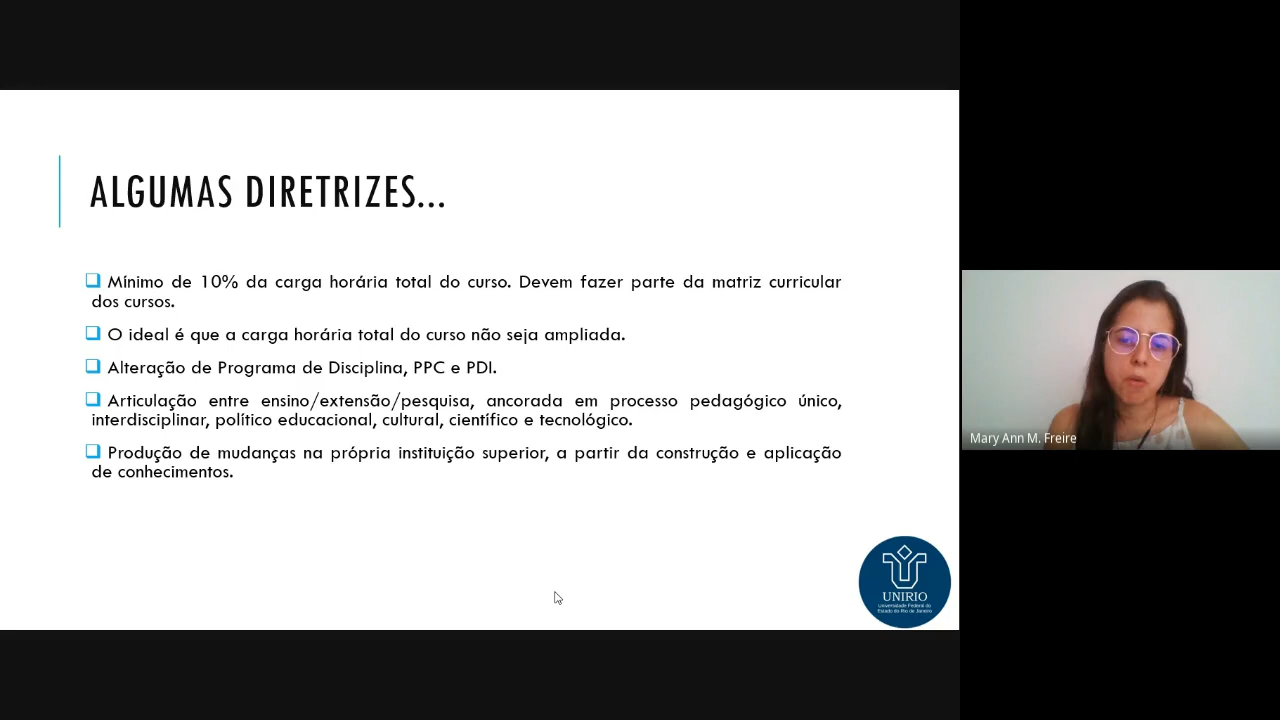 ALGUMAS DIRETRIZES...
Mínimo de 10% da carga horária total do curso. Devem fazer parte da matriz curricular
dos cursos.
O ideal é que a carga horária total do curso não seja ampliada.
Alteração de Programa de Disciplina, PPC e PDI.
Articulação entre ensino/extensão/pesquisa, ancorada em processo pedagógico único,
interdisciplinar, político educacional, cultural, científico e tecnológico.
Produção de mudanças na própria instituição superior, a partir da construção e aplicação
de conhecimentos.
UNIRIO
Universidade Federal do
Estado do Rio de Janeiro
Mary Ann M. Freire